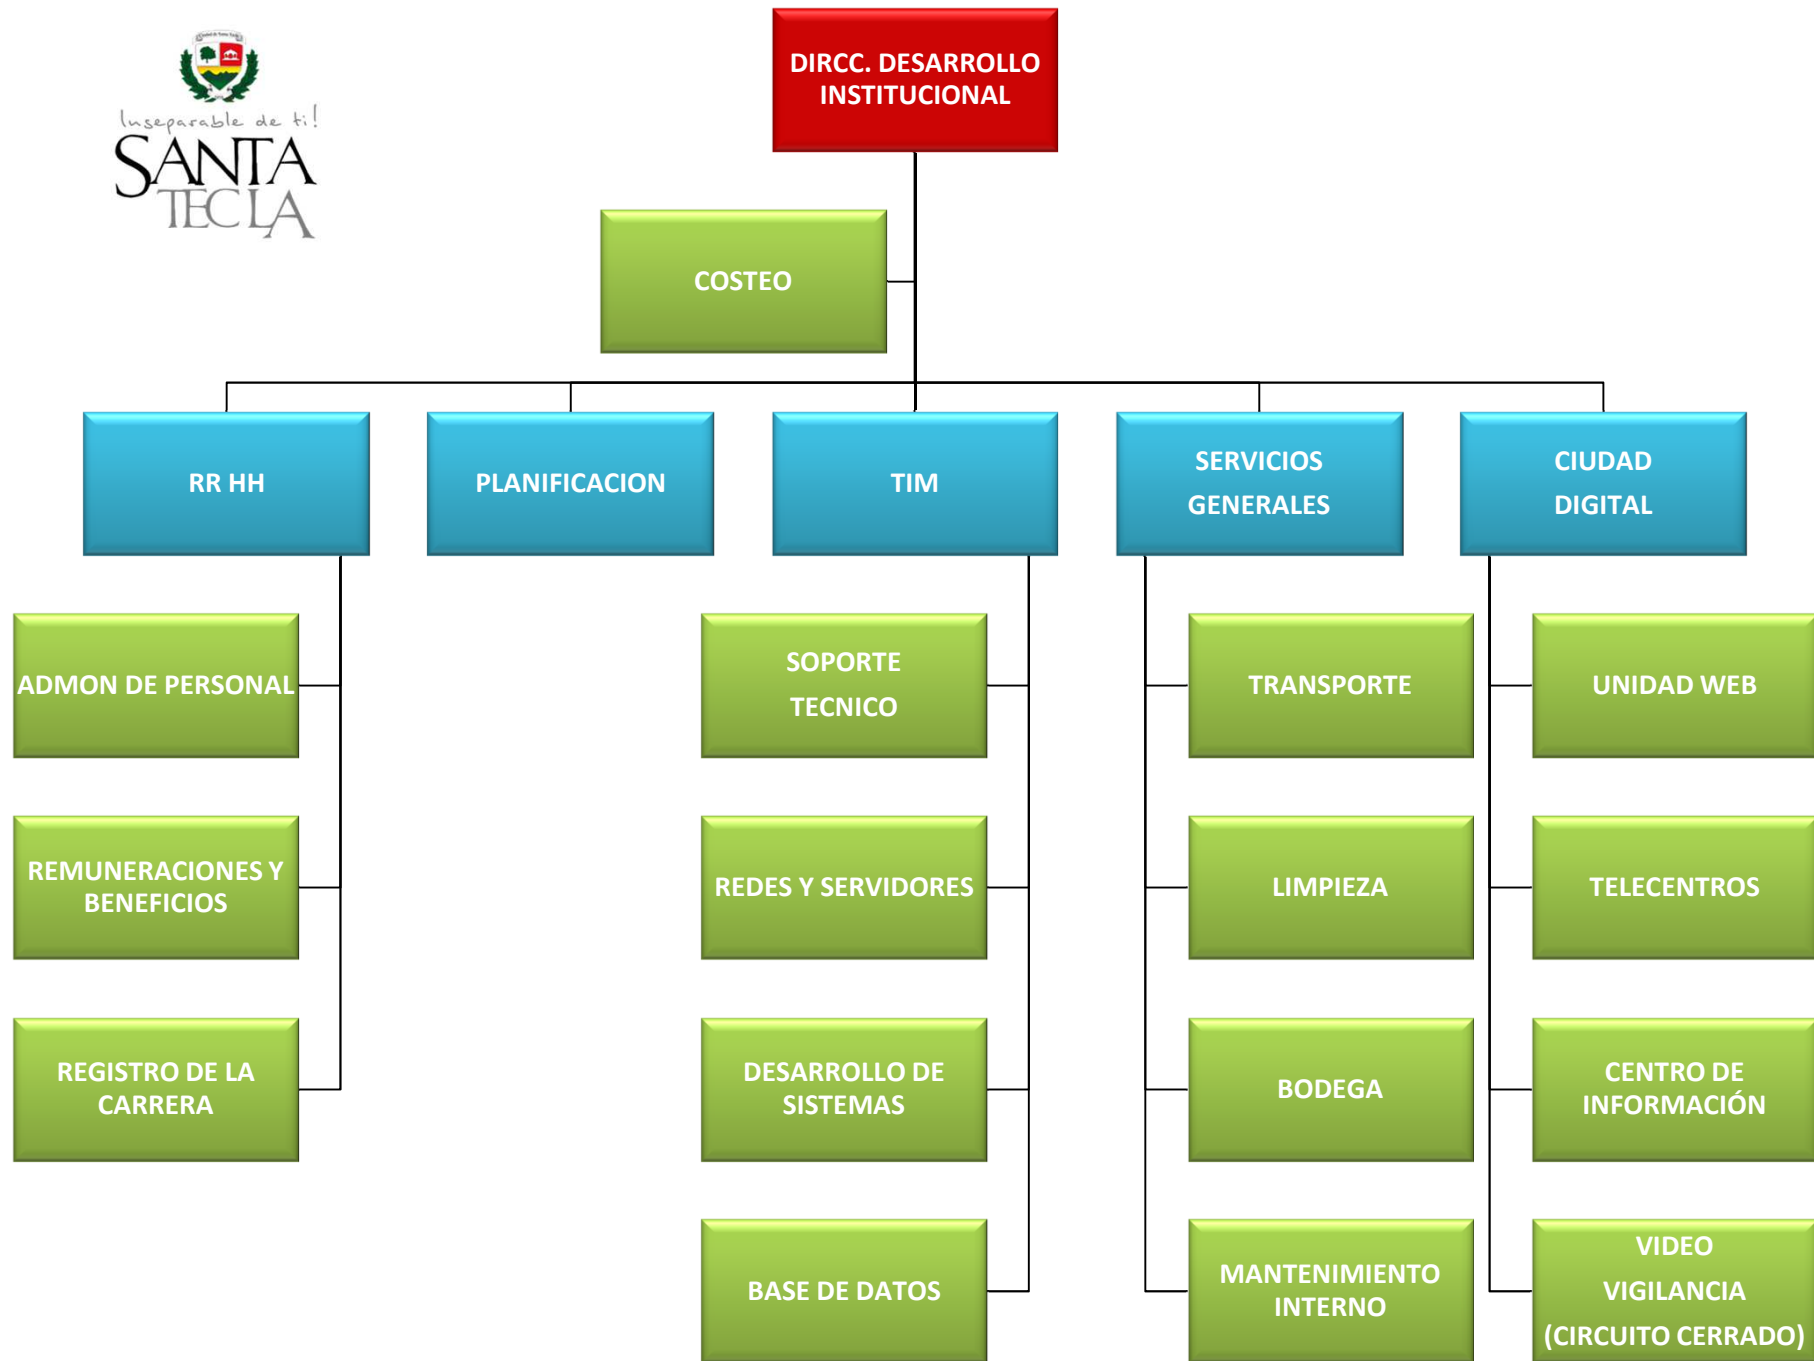 Inseparable de ti!
SANTA
TECLA
DIRCC. DESARROLLO
INSTITUCIONAL
COSTEO
RR HH
PLANIFICACION
TIM
SERVICIOS
GENERALES
CIUDAD
DIGITAL
ADMON DE PERSONAL
SOPORTE
TECNICO
TRANSPORTE
UNIDAD WEB
REMUNERACIONES Y
BENEFICIOS
REDES Y SERVIDORES
LIMPIEZA
TELECENTROS
REGISTRO DE LA
CARRERA
DESARROLLO DE
SISTEMAS
BODEGA
CENTRO DE
INFORMACIÓN
BASE DE DATOS
MANTENIMIENTO
INTERNO
VIDEO
VIGILANCIA
(CIRCUITO CERRADO)